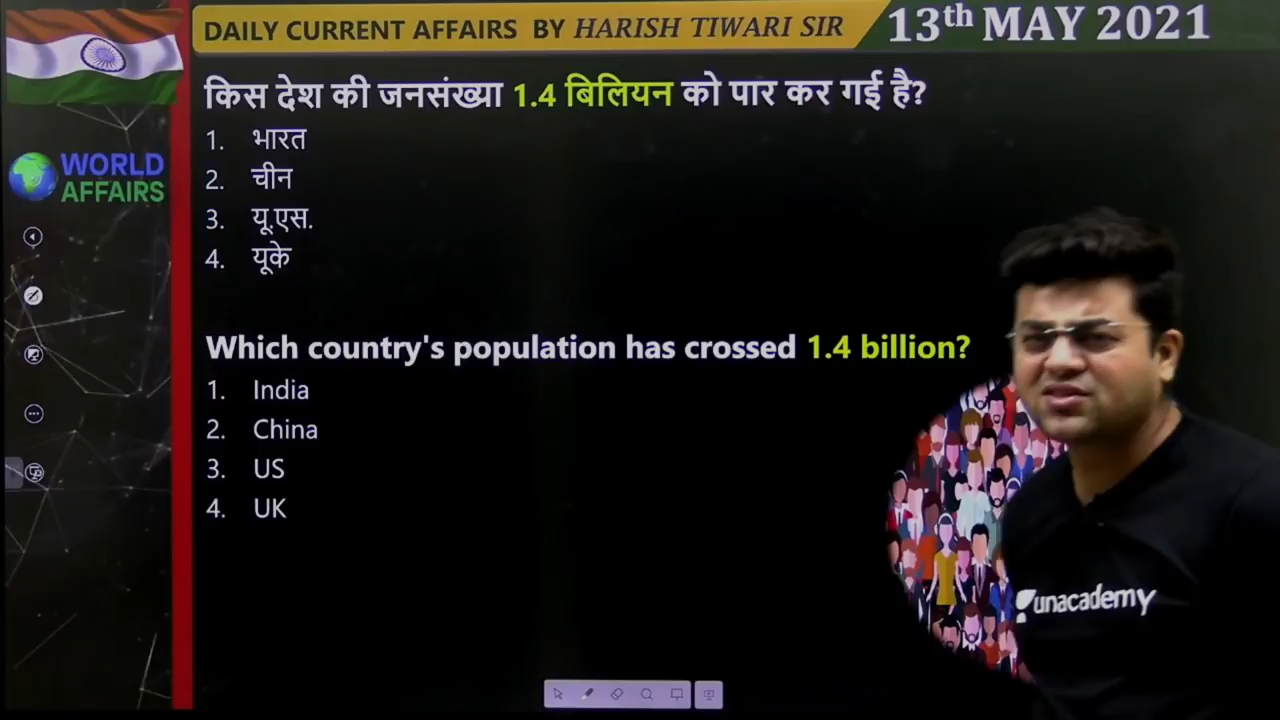 DAILY CURRENT AFFAIRS BY HARISH TIWARI SIR
13th MAY 2021
WORLD
AFFAIRS
किस देश की जनसंख्या 1.4 बिलियन को पार कर गई है?
1. भारत
2. चीन
3. यू.एस.
4. यूके
Which country's population has crossed 1.4 billion?
1. India
2. China
3. US
4. UK
unacademy